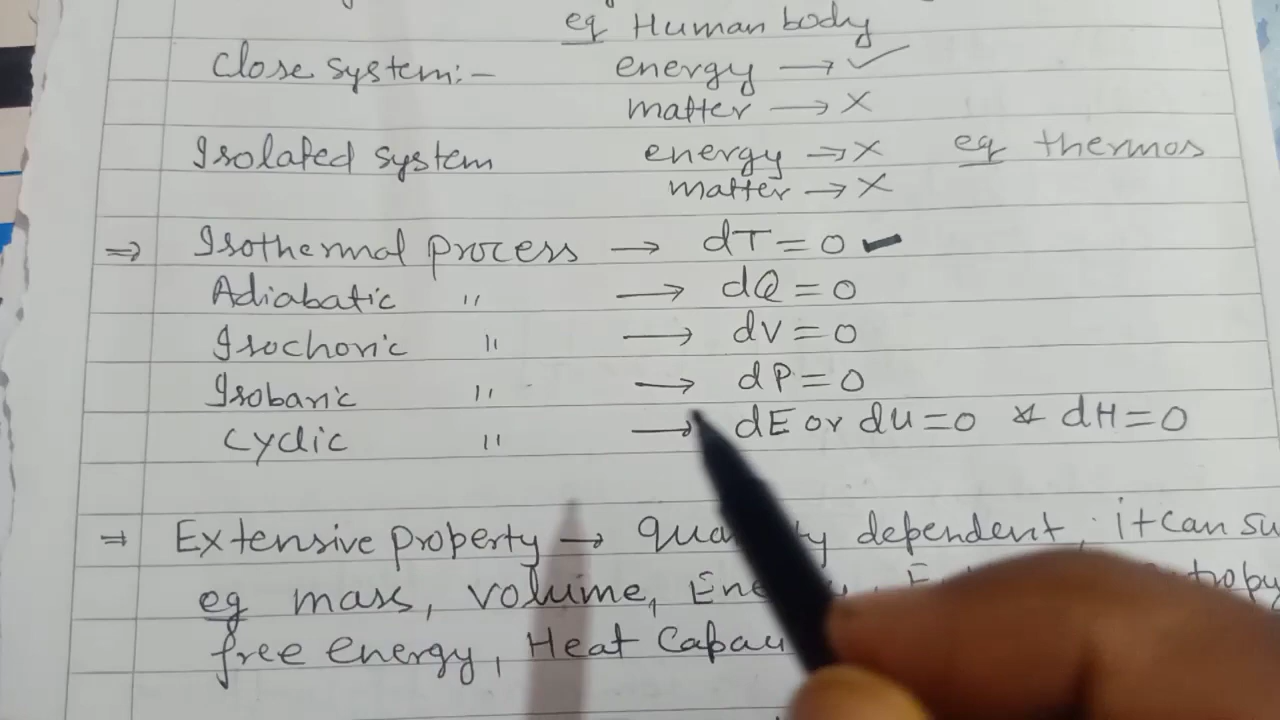 eg Human body
Close system:- energy → ✓
matter → ×
Isolated system energy → × eg thermos
matter → ×
⇒ Isothermal process → dT = 0
Adiabatic " → dQ = 0
Isochoric " → dV = 0
Isobaric " → dP = 0
Cyclic " → dE or du = 0 & dH = 0
⇒ Extensive property → dependent; it can
eg mass, volume,
free energy, Heat